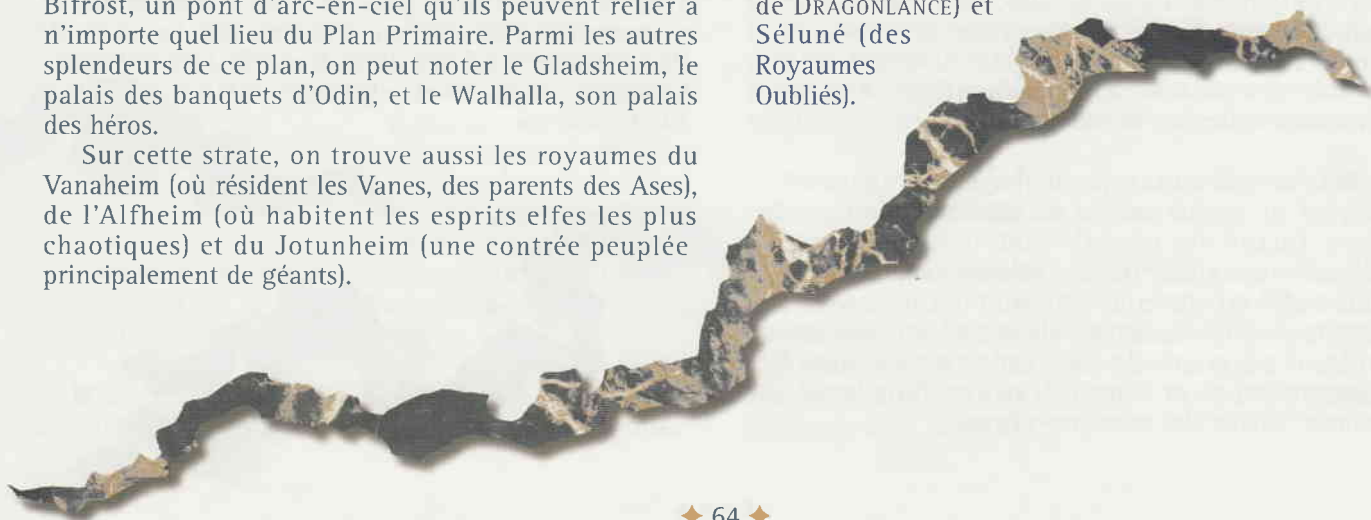 Bifrost, un pont d'arc-en-ciel qu'ils peuvent relier à
n'importe quel lieu du Plan Primaire. Parmi les autres
splendeurs de ce plan, on peut noter le Gladsheim, le
palais des banquets d'Odin, et le Walhalla, son palais
des héros.
Sur cette strate, on trouve aussi les royaumes du
Vanaheim (où résident les Vanes, des parents des Ases),
de l'Alfheim (où habitent les esprits elfes les plus
chaotiques) et du Jotunheim (une contrée peuplée
principalement de géants).
de DRAGONLANCE) et
Séluné (des
Royaumes
Oubliés).
64